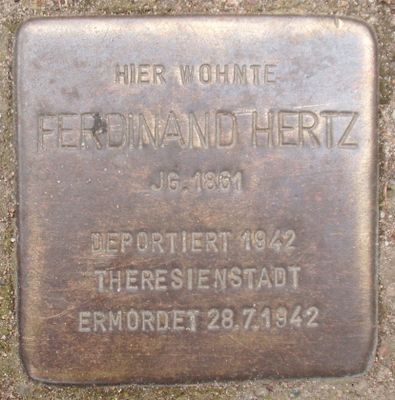 HIER WOHNTE
FERDINAND HERTZ
JG. 1861
DEPORTIERT 1942
THERESIENSTADT
ERMORDET 28.7.1942